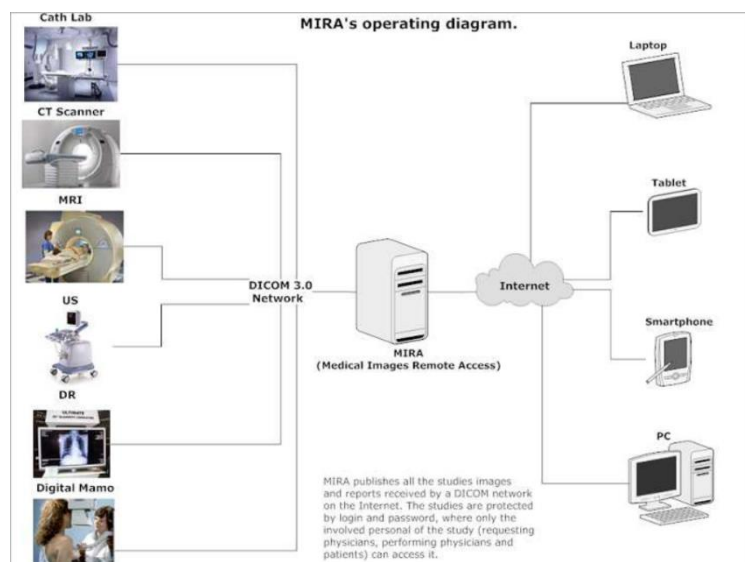 MIRA's operating diagram.
Cath Lab
CT Scanner
MRI
US
DR
Digital Mamo
DICOM 3.0
Network
MIRA
(Medical Images Remote Access)
Internet
Laptop
Tablet
Smartphone
PC
MIRA publishes all the studies images
and reports received by a DICOM network
on the Internet. The studies are protected
by login and password, where only the
involved personal of the study (requesting
physicians, performing physicians and
patients) can access it.